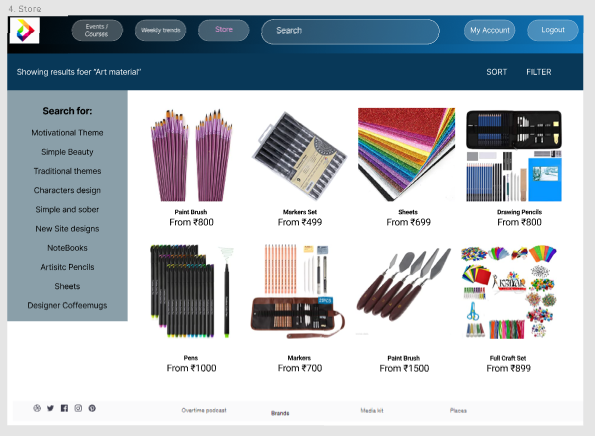 4. Store
Events /
Courses
Weekly trends
Store
Search
My Account
Logout
Showing results foer “Art material”
SORT
FILTER
Search for:
Motivational Theme
Simple Beauty
Traditional themes
Characters design
Simple and sober
New Site designs
NoteBooks
Artisitc Pencils
Sheets
Designer Coffeemugs
Paint Brush
From ₹800
Markers Set
From ₹499
Sheets
From ₹699
Drawing Pencils
From ₹800
Pens
From ₹1000
Markers
From ₹700
Paint Brush
From ₹1500
Full Craft Set
From ₹899
Overtime podcast
Brands
Media kit
Places